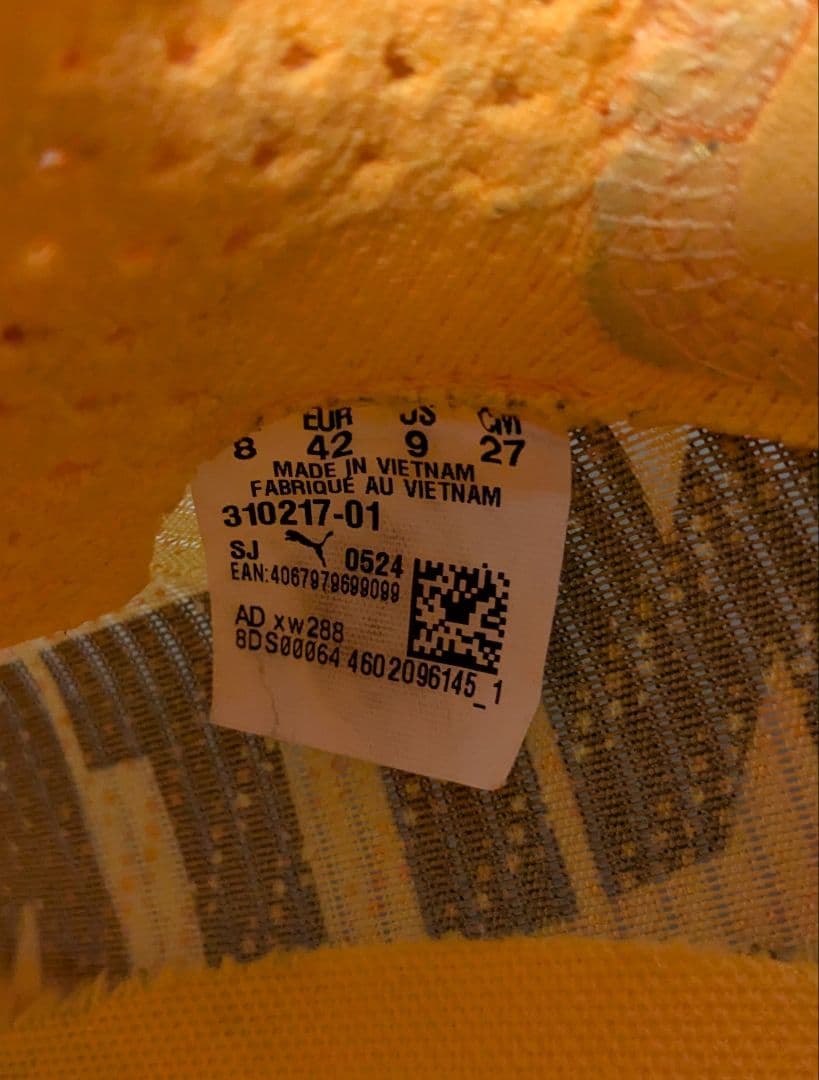 EUR US CM
8 42 9 27
MADE IN VIETNAM
FABRIQUÉ AU VIETNAM
310217-01
SJ 0524
EAN:4067979699099
AD xw288
8DS00064 4602096145_1